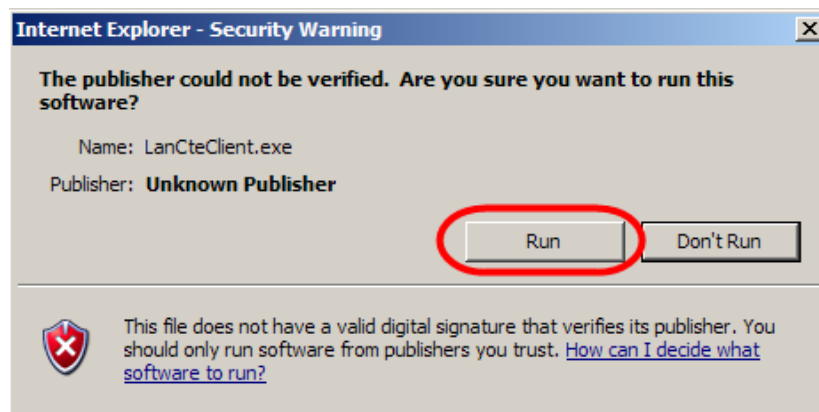 Internet Explorer - Security Warning
The publisher could not be verified.  Are you sure you want to run this
software?
Name: LanCteClient.exe
Publisher: Unknown Publisher
Run
Don't Run
This file does not have a valid digital signature that verifies its publisher. You
should only run software from publishers you trust. How can I decide what
software to run?